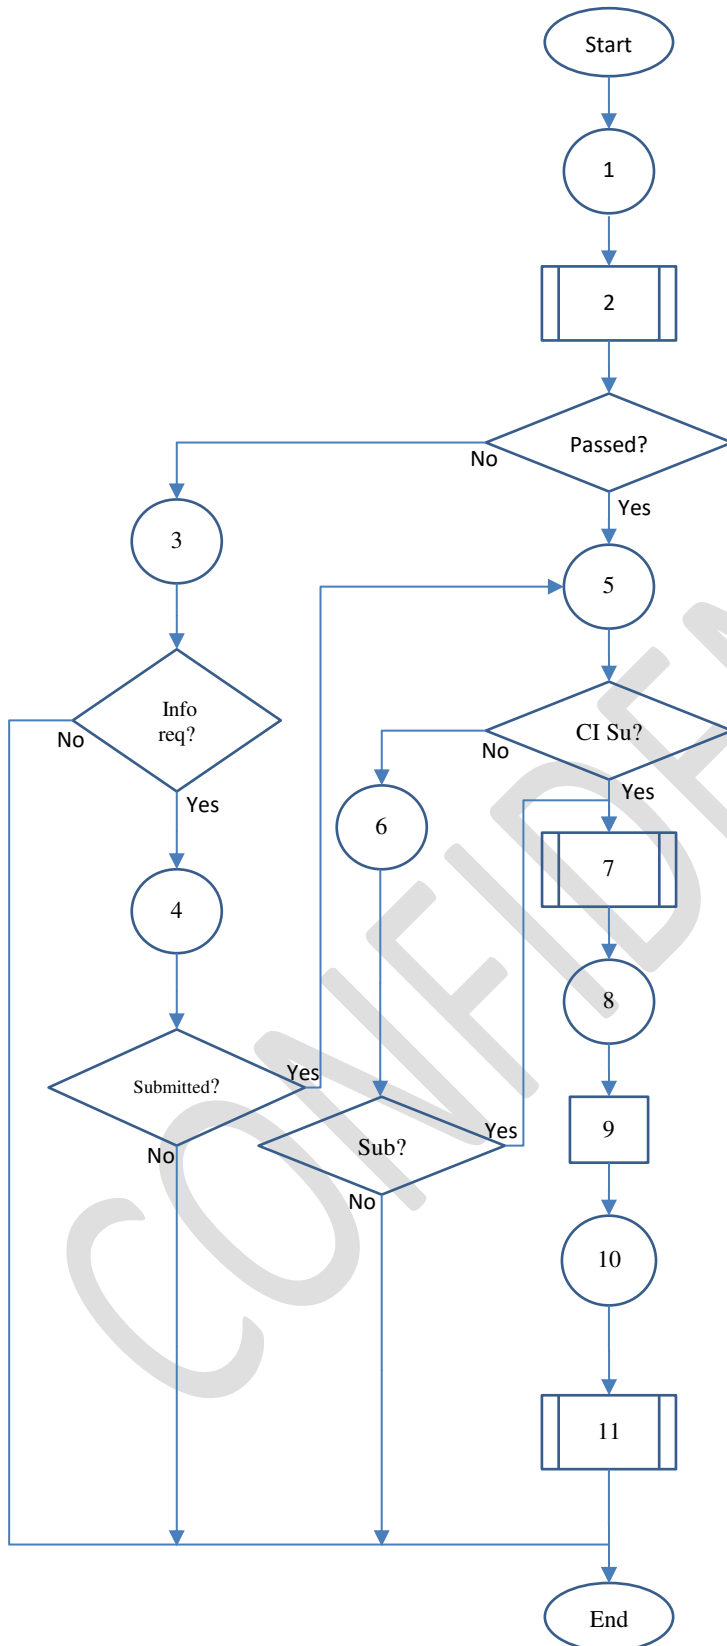 Start
1
2
Passed?
No
Yes
3
5
Info
req?
No
Yes
CI Su?
No
Yes
6
7
4
8
Submitted?
Yes
No
Sub?
Yes
No
9
10
11
End